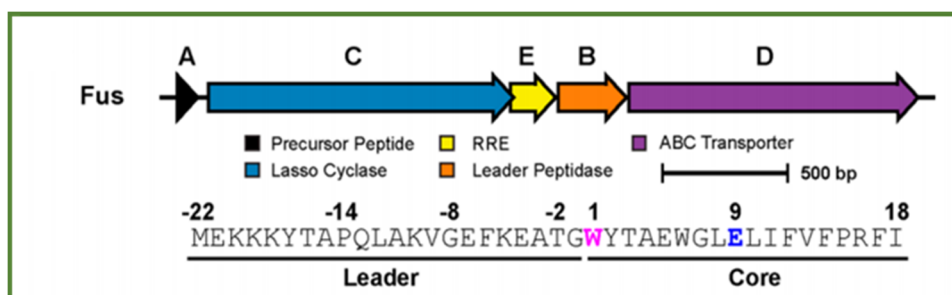 A C E B D
Fus
Precursor Peptide RRE ABC Transporter
Lasso Cyclase Leader Peptidase 500 bp
-22 -14 -8 -2 1 9 18
MEKKKYTAPQLAKVGEFKEATGWYTAEWGLELIFVFPRFI
Leader Core